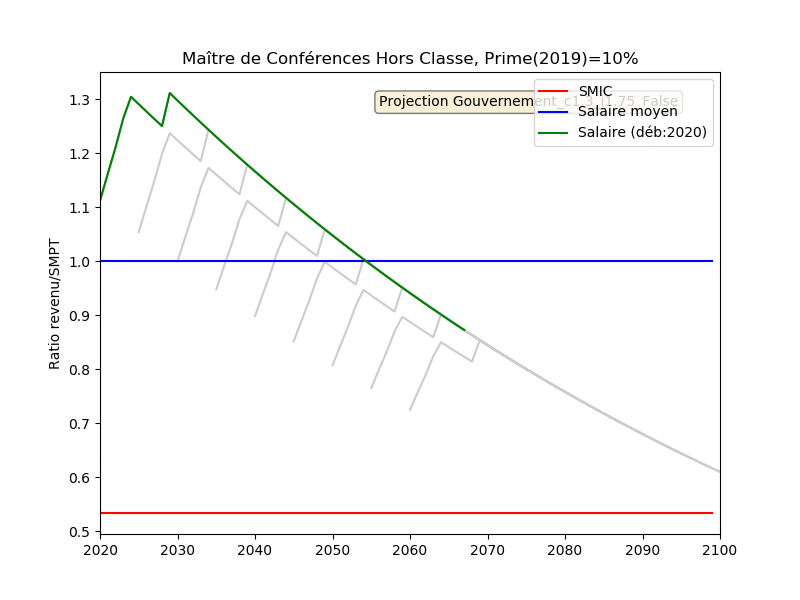 Maître de Conférences Hors Classe, Prime(2019)=10%
Projection Gouvernement_c1.3_i1.75_False
SMIC
Salaire moyen
Salaire (déb:2020)
Ratio revenu/SMPT
1.3
1.2
1.1
1.0
0.9
0.8
0.7
0.6
0.5
2020 2030 2040 2050 2060 2070 2080 2090 2100